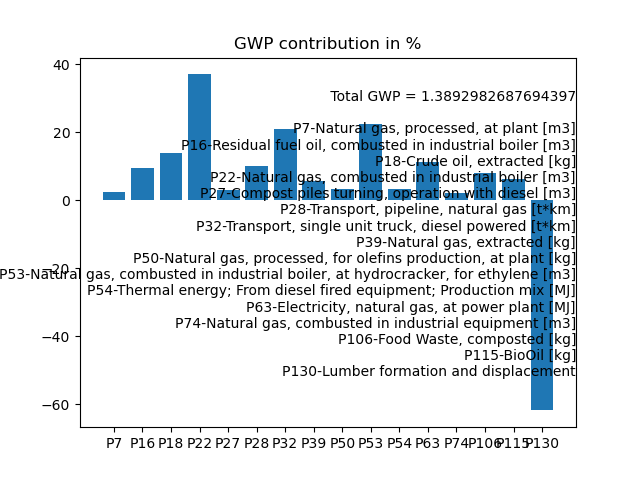 GWP contribution in %
40
20
0
−20
−40
−60
Total GWP = 1.3892982687694397
P7-Natural gas, processed, at plant [m3]
P16-Residual fuel oil, combusted in industrial boiler [m3]
P18-Crude oil, extracted [kg]
P22-Natural gas, combusted in industrial boiler [m3]
P27-Compost piles turning, operation with diesel [m3]
P28-Transport, pipeline, natural gas [t*km]
P32-Transport, single unit truck, diesel powered [t*km]
P39-Natural gas, extracted [kg]
P50-Natural gas, processed, for olefins production, at plant [kg]
P53-Natural gas, combusted in industrial boiler, at hydrocracker, for ethylene [m3]
P54-Thermal energy; From diesel fired equipment; Production mix [MJ]
P63-Electricity, natural gas, at power plant [MJ]
P74-Natural gas, combusted in industrial equipment [m3]
P106-Food Waste, composted [kg]
P115-BioOil [kg]
P130-Lumber formation and displacement
P7 P16 P18 P22 P27 P28 P32 P39 P50 P53 P54 P63 P74 P106 P115 P130